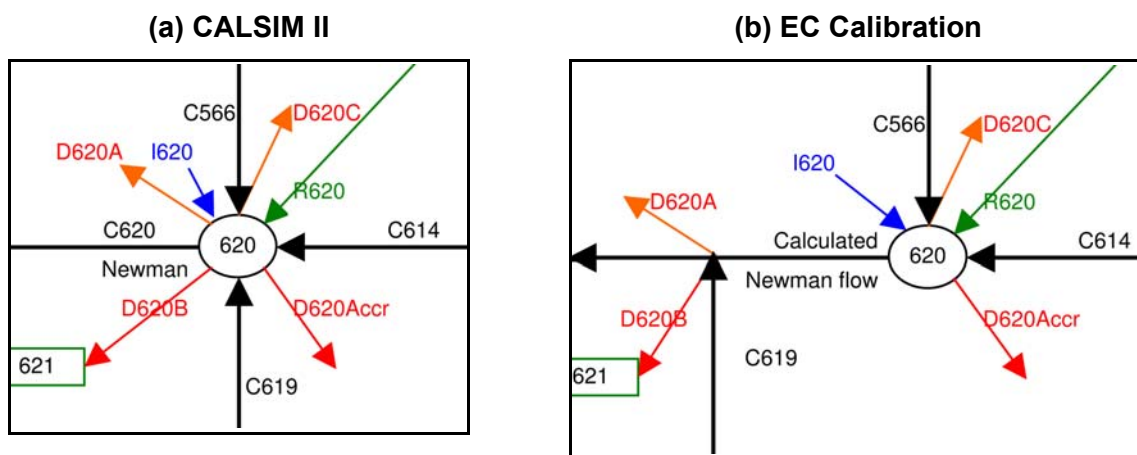 (a) CALSIM II
C566
D620C
D620A
I620
R620
C620
620
C614
Newman
D620B
D620Accr
621
C619
(b) EC Calibration
C566
D620C
I620
D620A
R620
Calculated
620
C614
Newman flow
D620B
D620Accr
C619
621